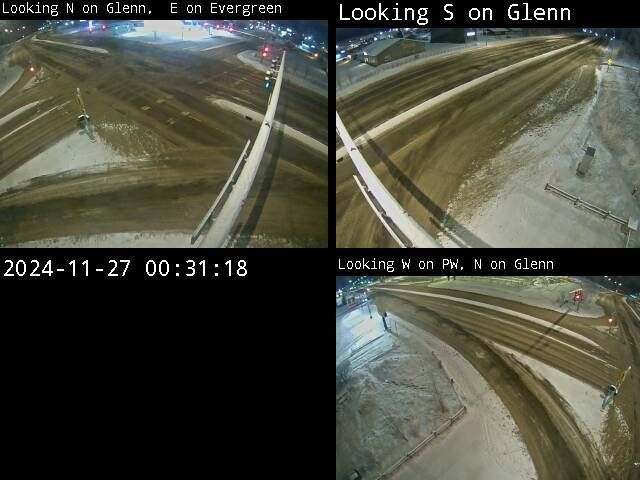 Looking N on Glenn,  E on Evergreen
Looking S on Glenn
2024-11-27 00:31:18
Looking W on PW, N on Glenn